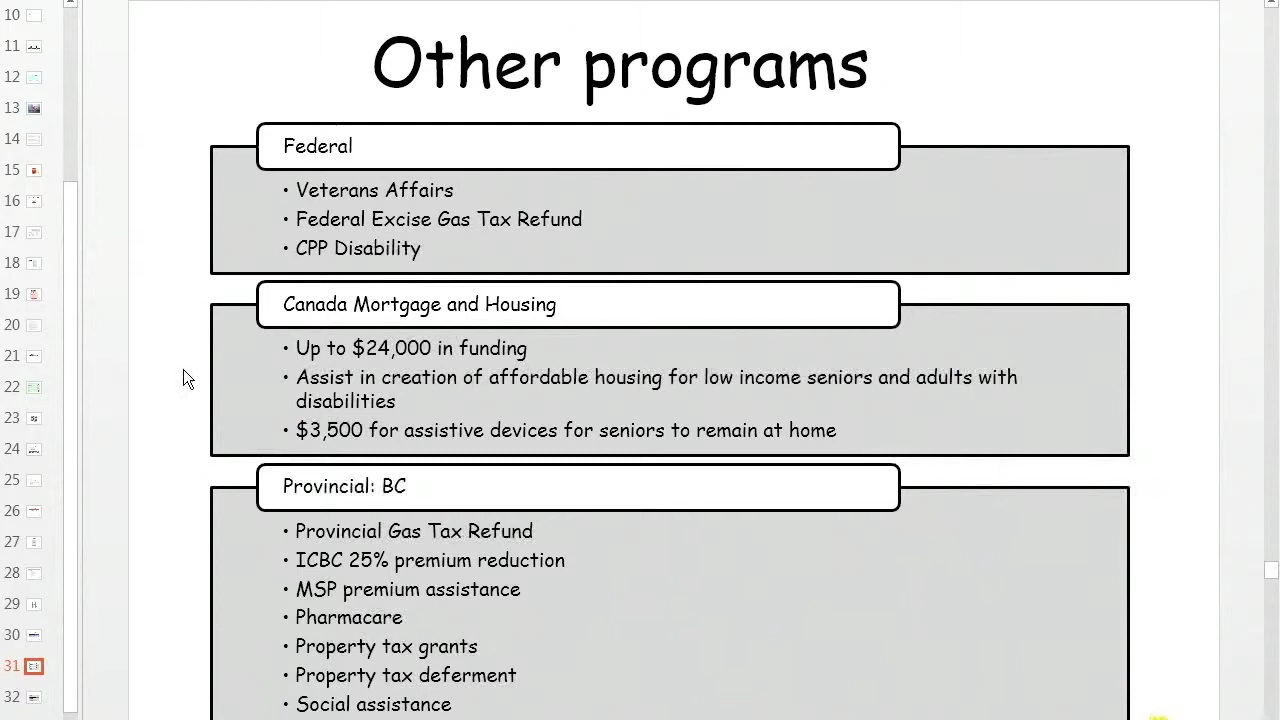 10
11
12
13
14
15
16
17
18
19
20
21
22
23
24
25
26
27
28
29
30
31
32
Other programs
Federal
• Veterans Affairs
• Federal Excise Gas Tax Refund
• CPP Disability
Canada Mortgage and Housing
• Up to $24,000 in funding
• Assist in creation of affordable housing for low income seniors and adults with
disabilities
• $3,500 for assistive devices for seniors to remain at home
Provincial: BC
• Provincial Gas Tax Refund
• ICBC 25% premium reduction
• MSP premium assistance
• Pharmacare
• Property tax grants
• Property tax deferment
• Social assistance